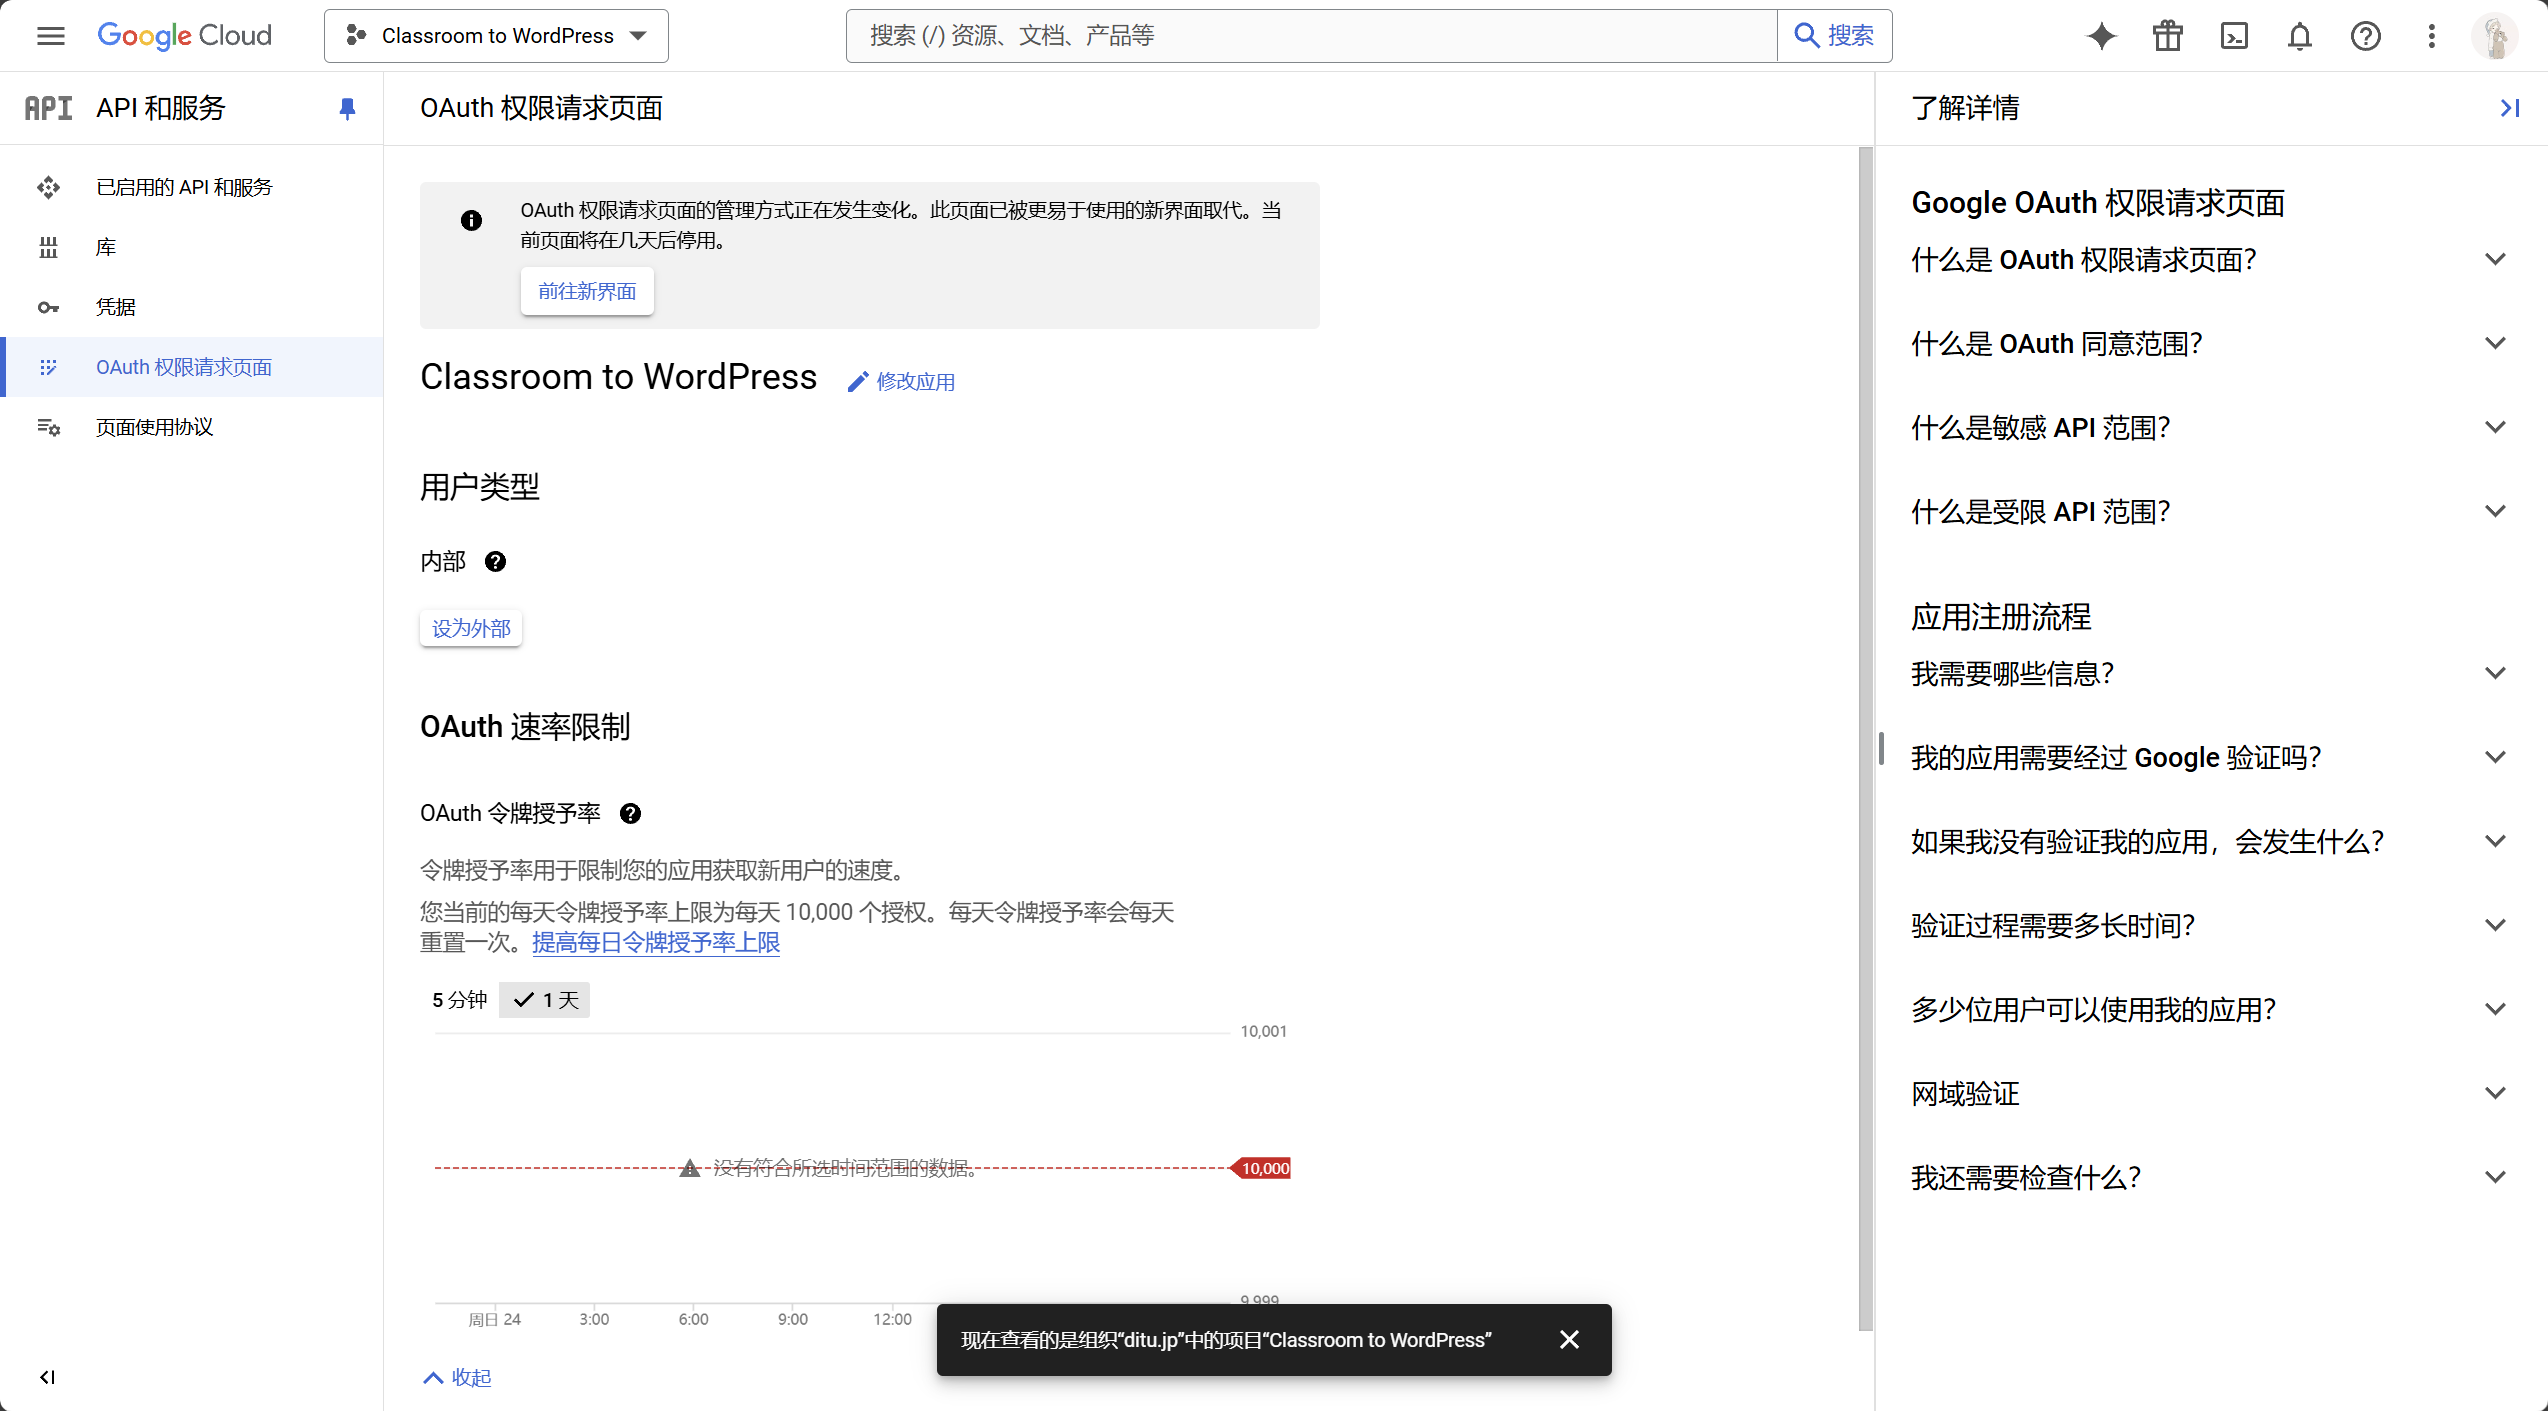 Google Cloud
Classroom to WordPress
搜索 (/) 资源、文档、产品等
搜索
API
API 和服务
已启用的 API 和服务
库
凭据
OAuth 权限请求页面
页面使用协议
OAuth 权限请求页面
OAuth 权限请求页面的管理方式正在发生变化。此页面已被更易于使用的新界面取代。当
前页面将在几天后停用。
前往新界面
Classroom to WordPress
修改应用
用户类型
内部
设为外部
OAuth 速率限制
OAuth 令牌授予率
令牌授予率用于限制您的应用获取新用户的速度。
您当前的每天令牌授予率上限为每天 10,000 个授权。每天令牌授予率会每天
重置一次。提高每日令牌授予率上限
5 分钟
1 天
10,001
没有符合所选时间范围的数据。
10,000
9,999
周日 24
3:00
6:00
9:00
12:00
现在查看的是组织“ditu.jp”中的项目“Classroom to WordPress”
收起
了解详情
Google OAuth 权限请求页面
什么是 OAuth 权限请求页面？
什么是 OAuth 同意范围？
什么是敏感 API 范围？
什么是受限 API 范围？
应用注册流程
我需要哪些信息？
我的应用需要经过 Google 验证吗？
如果我没有验证我的应用，会发生什么？
验证过程需要多长时间？
多少位用户可以使用我的应用？
网域验证
我还需要检查什么？